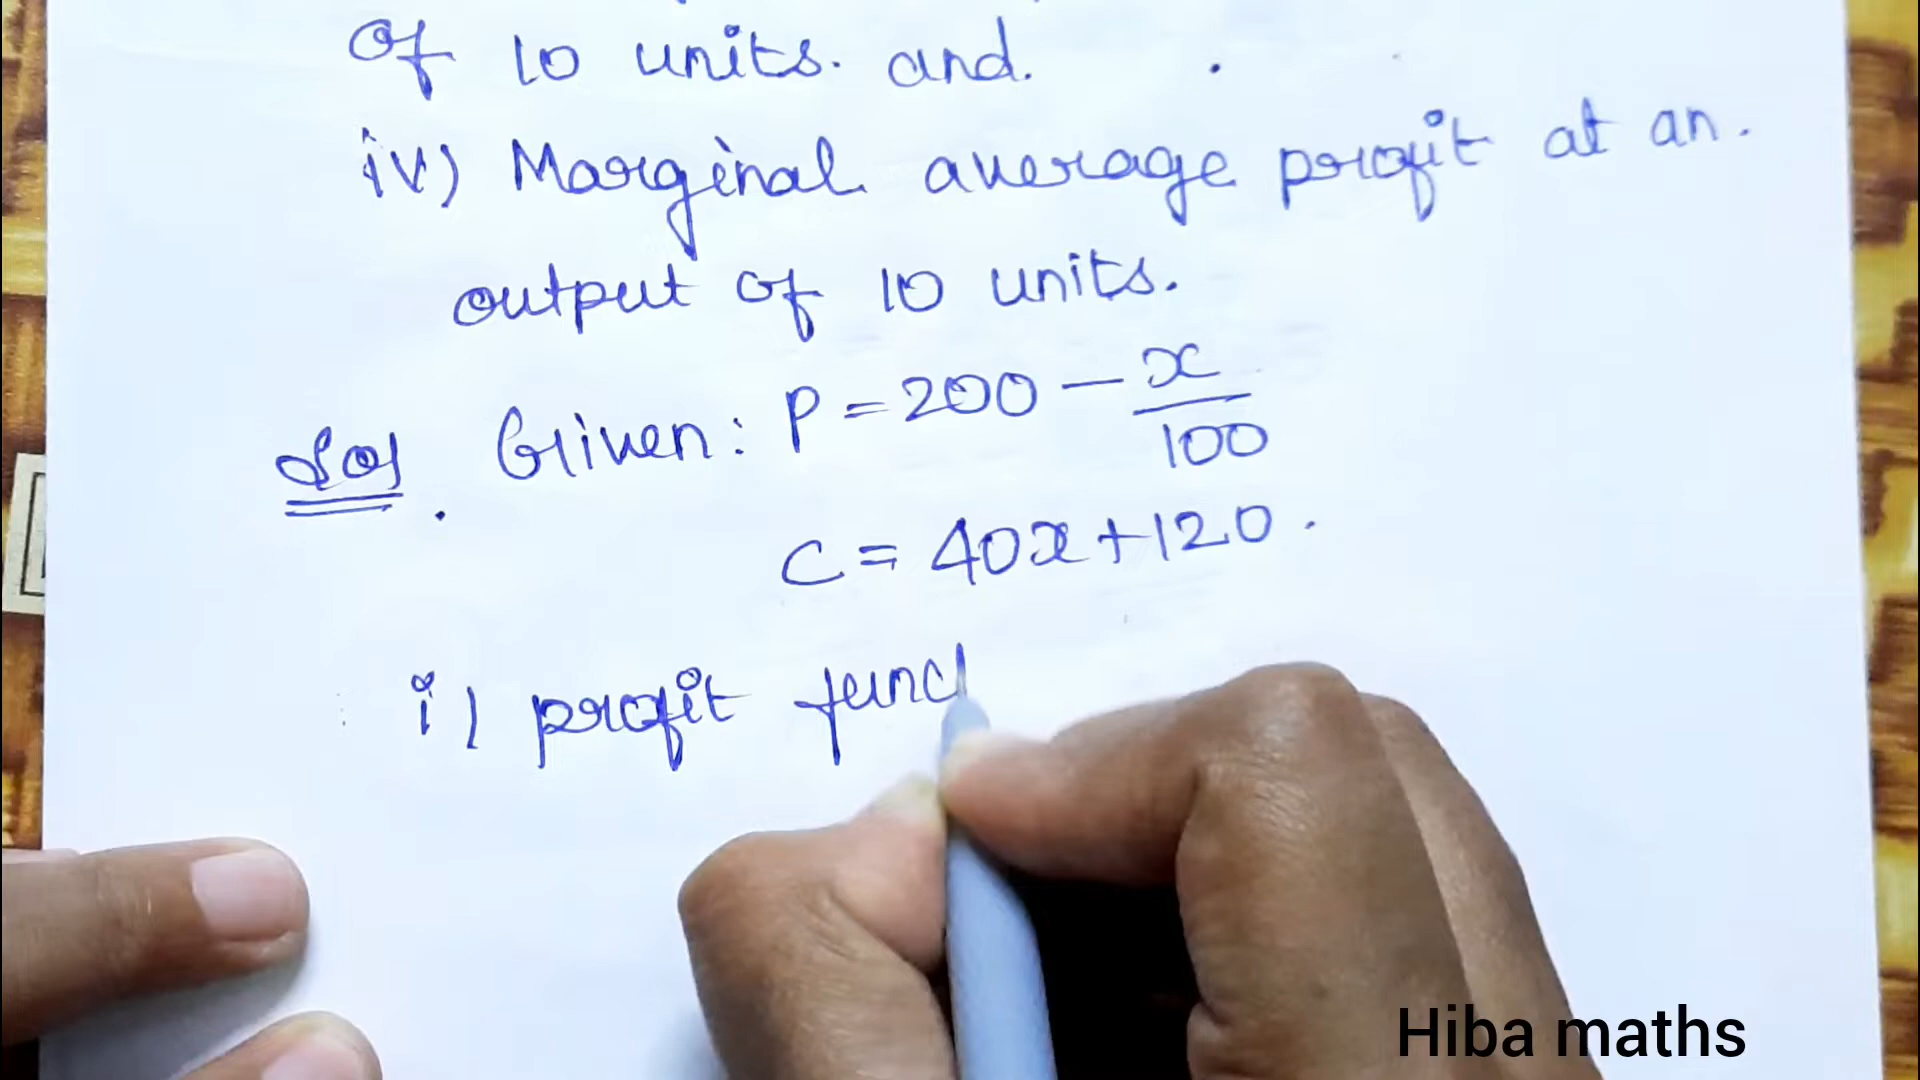 of 10 units. and.
iv) Marginal average profit at an.
output of 10 units.
Sol. Given: P = 200 - x/100
C = 40x + 120.
i) profit func
Hiba maths